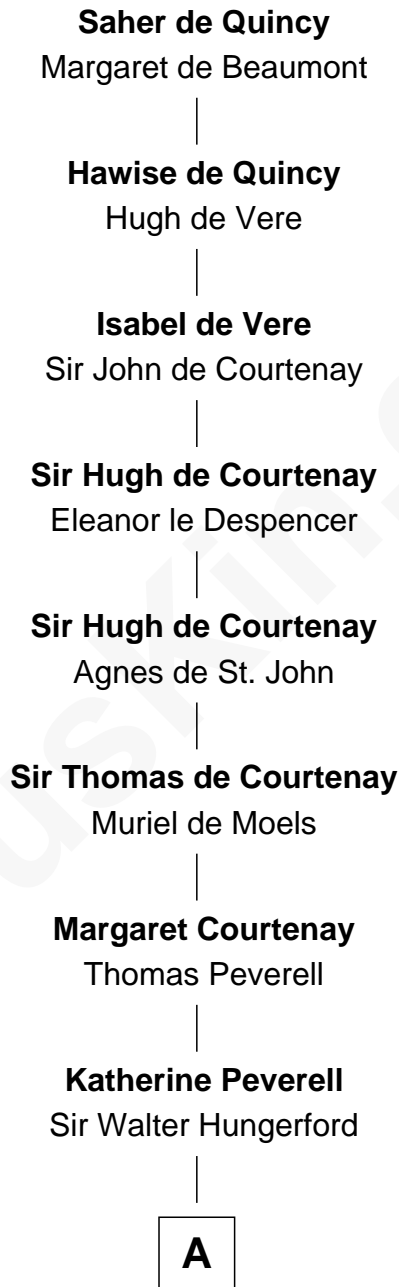 Saher de Quincy
Margaret de Beaumont
Hawise de Quincy
Hugh de Vere
Isabel de Vere
Sir John de Courtenay
Sir Hugh de Courtenay
Eleanor le Despencer
Sir Hugh de Courtenay
Agnes de St. John
Sir Thomas de Courtenay
Muriel de Moels
Margaret Courtenay
Thomas Peverell
Katherine Peverell
Sir Walter Hungerford
A